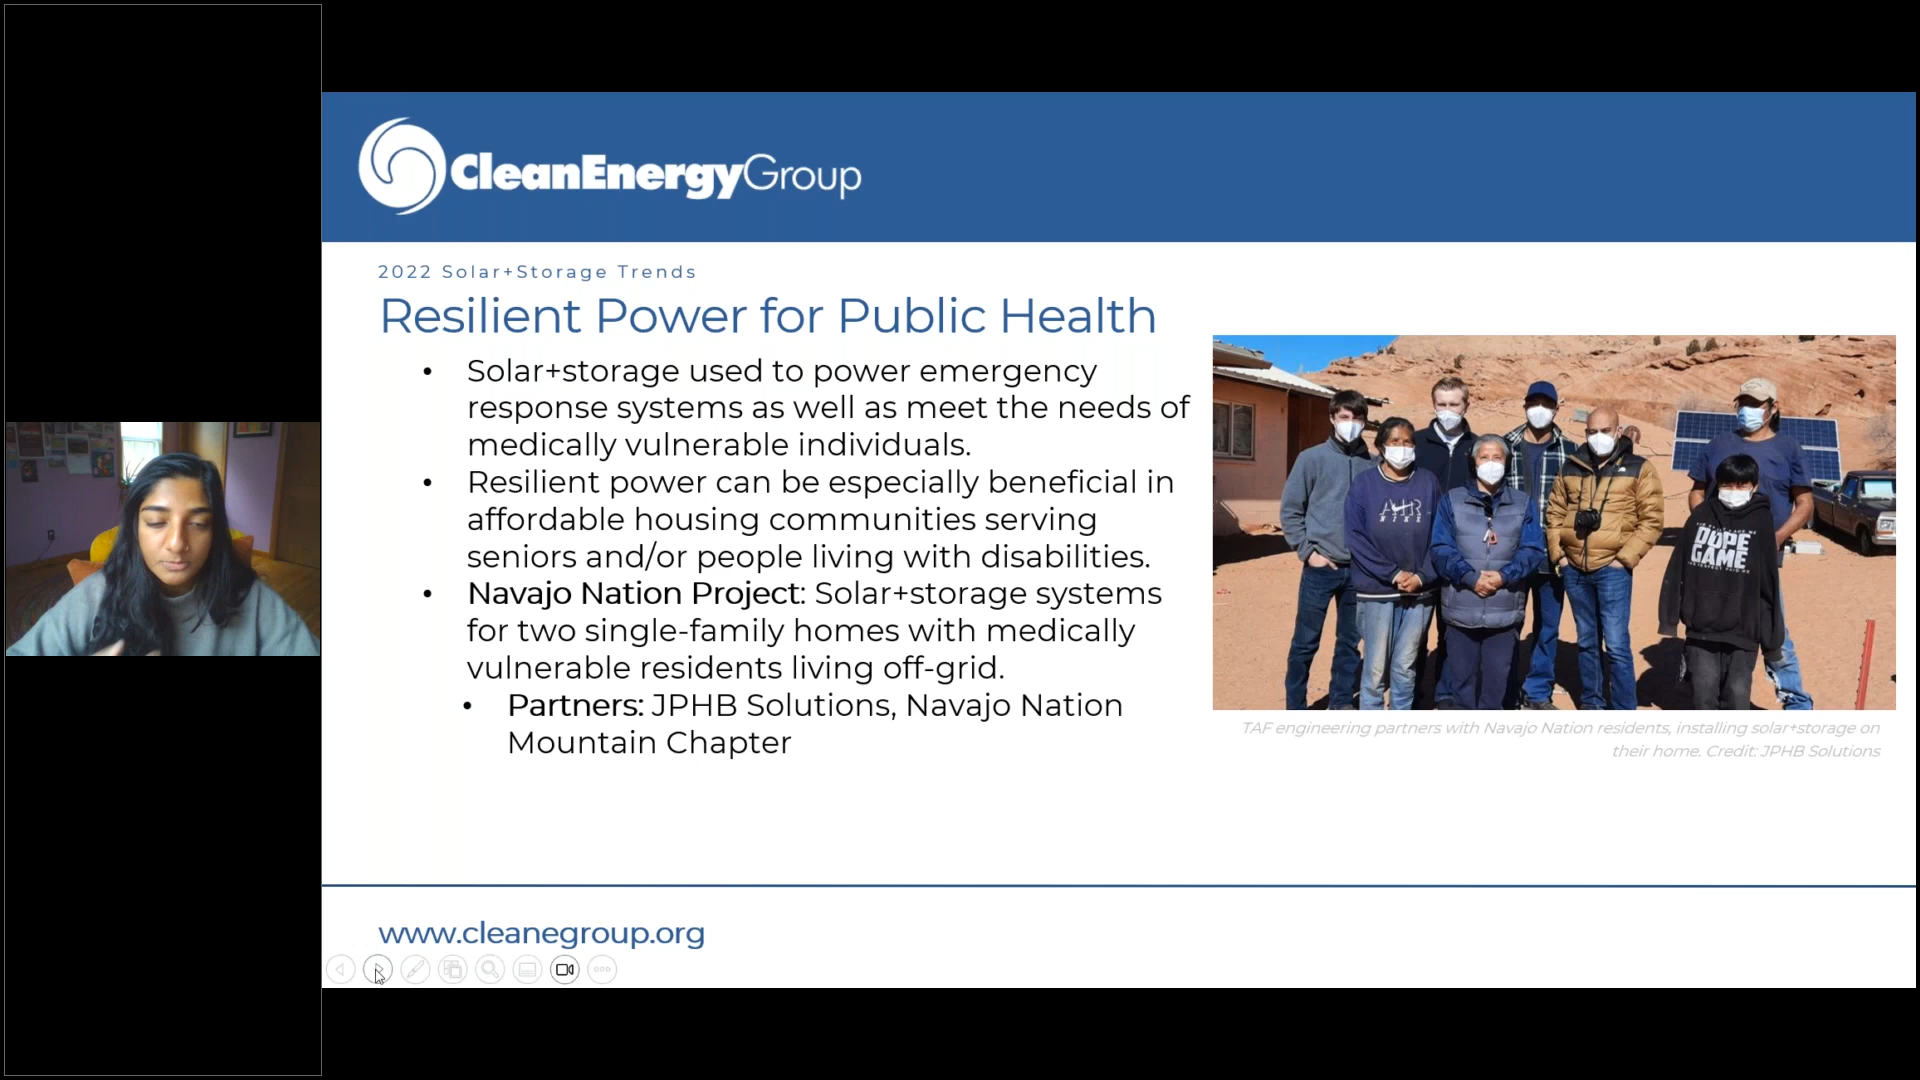 CleanEnergyGroup
2022 Solar+Storage Trends
Resilient Power for Public Health
• Solar+storage used to power emergency
response systems as well as meet the needs of
medically vulnerable individuals.
• Resilient power can be especially beneficial in
affordable housing communities serving
seniors and/or people living with disabilities.
• Navajo Nation Project: Solar+storage systems
for two single-family homes with medically
vulnerable residents living off-grid.
• Partners: JPHB Solutions, Navajo Nation
Mountain Chapter
DOPE
GAME
TAF engineering partners with Navajo Nation residents, installing solar+storage on
their home. Credit: JPHB Solutions
www.cleanegroup.org